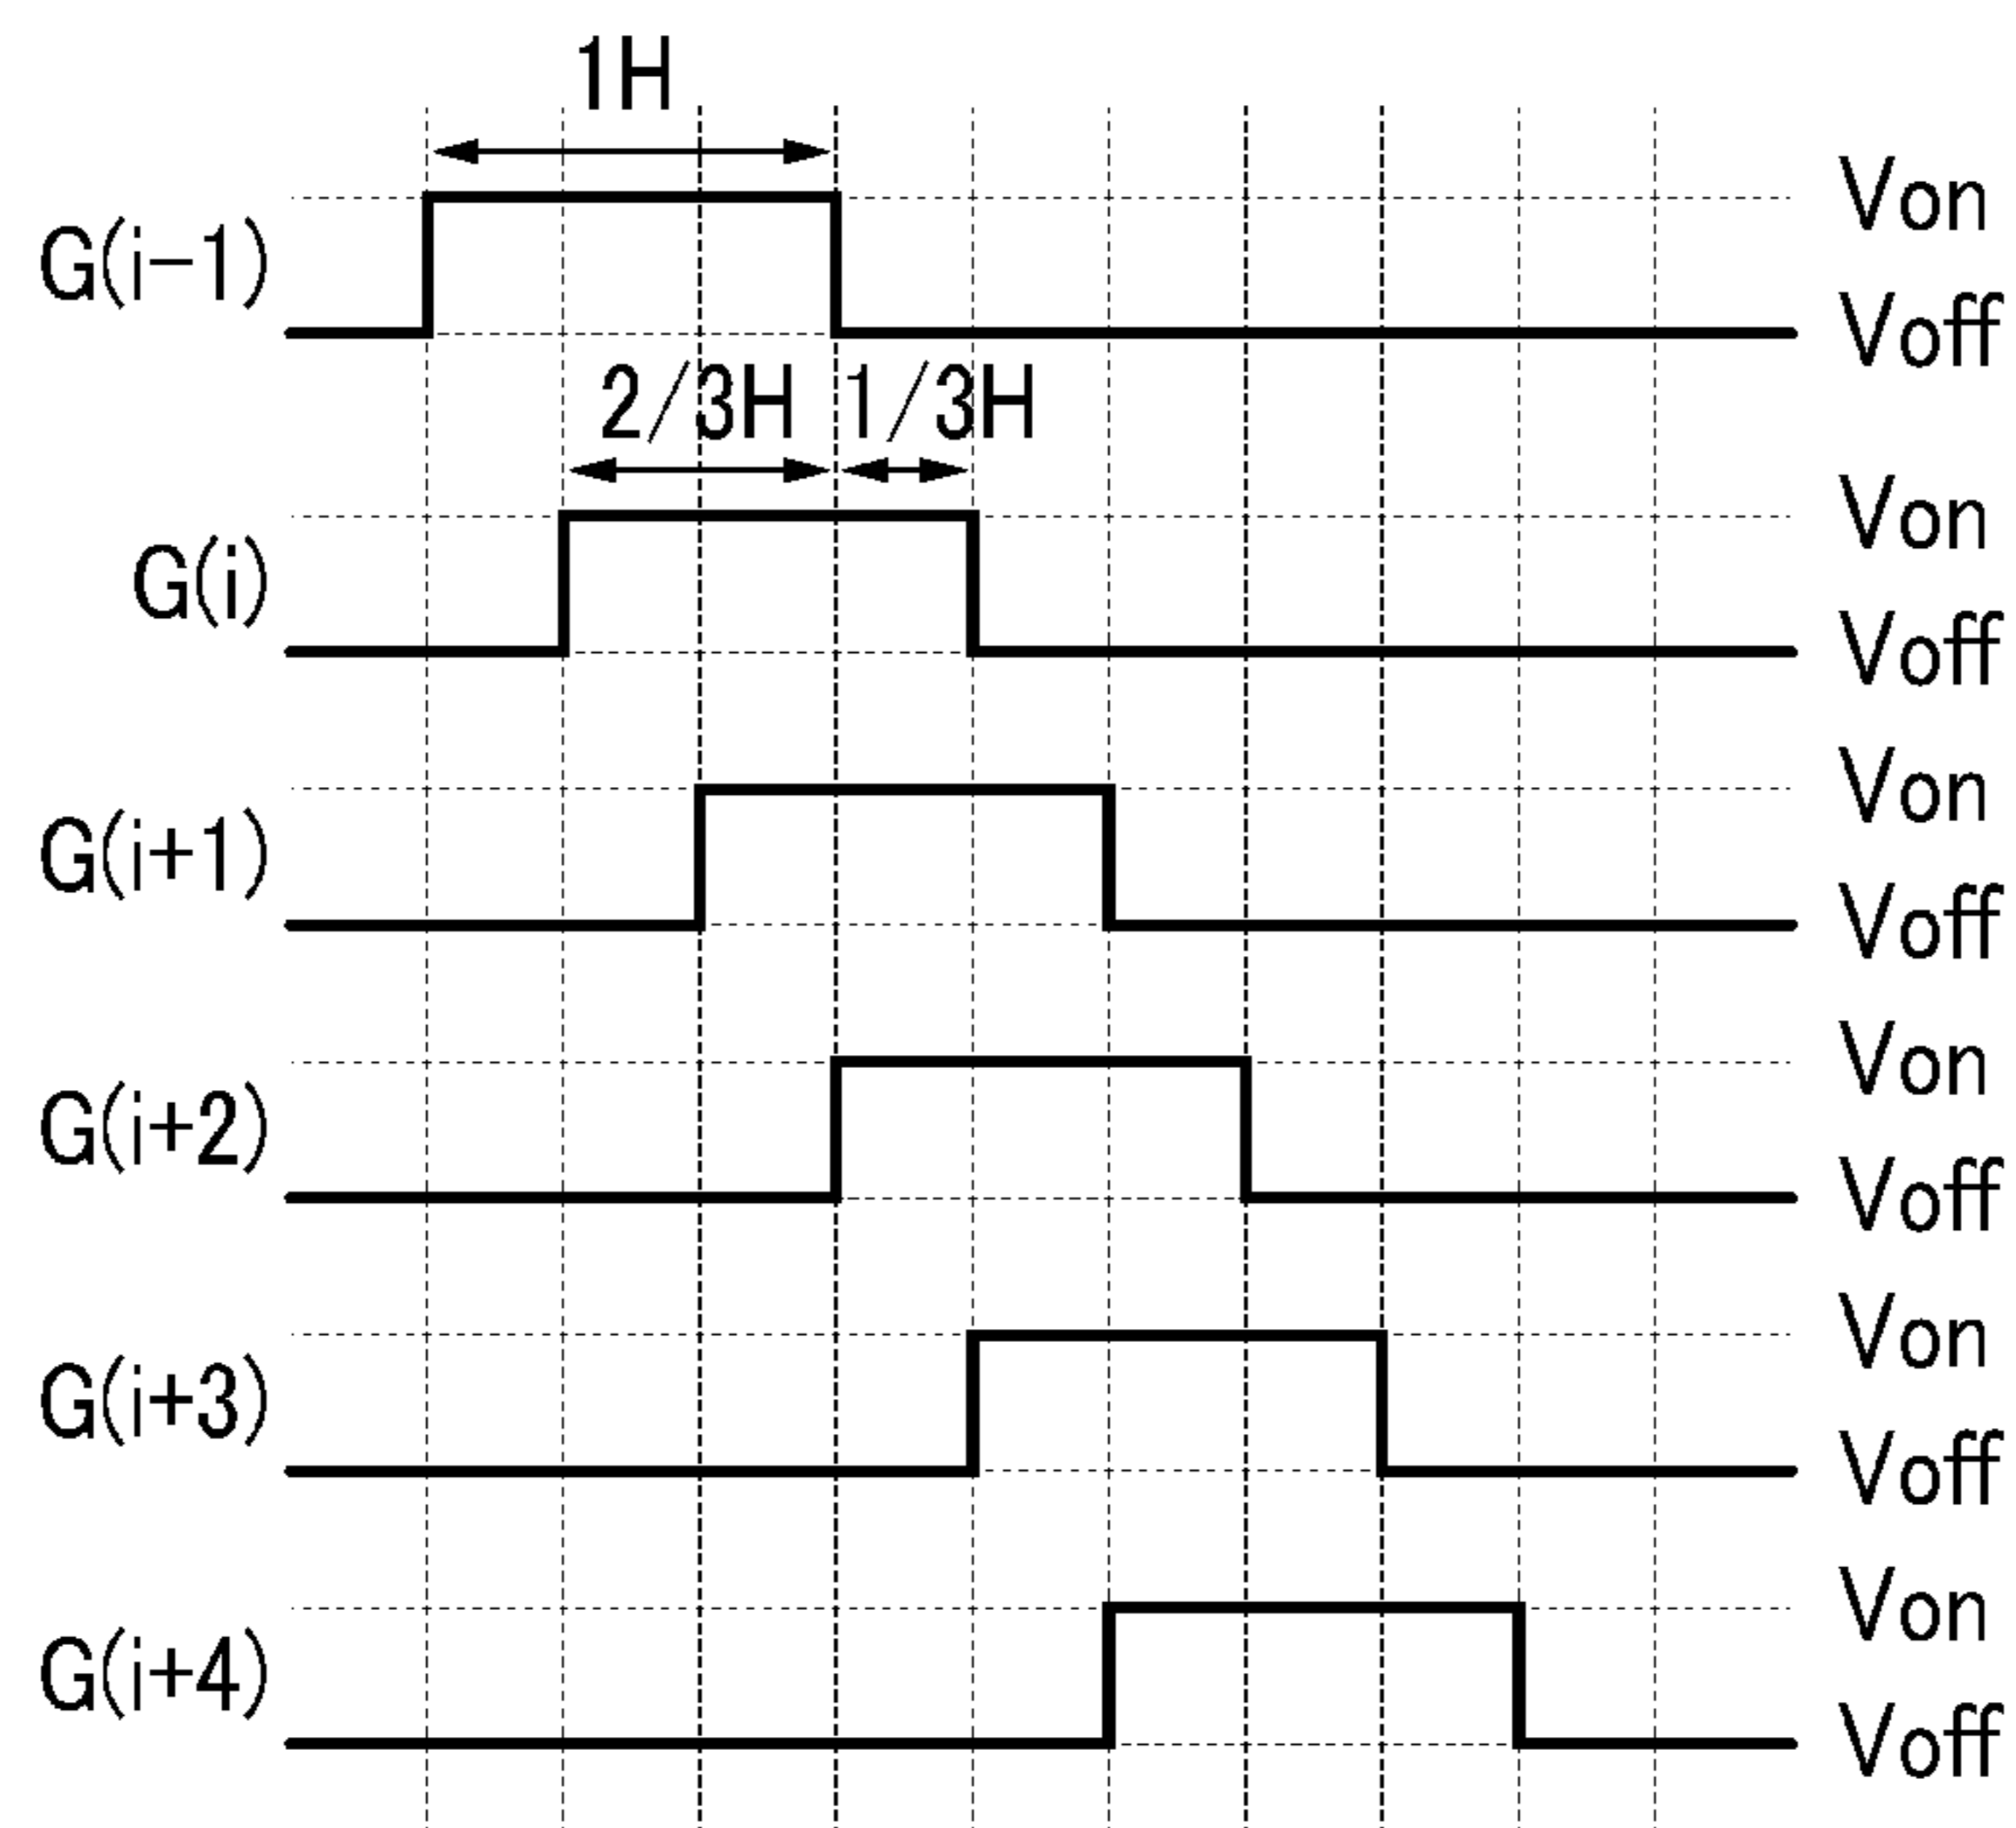 1H
Von
G(i-1)
Voff
2/3H 1/3H
Von
G(i)
Voff
Von
G(i+1)
Voff
Von
G(i+2)
Voff
Von
G(i+3)
Voff
Von
G(i+4)
Voff